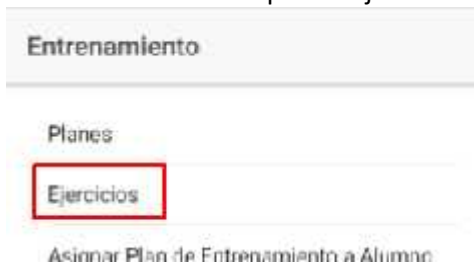 Entrenamiento
Planes
Ejercicios
Asignar Plan de Entrenamiento a Alumno